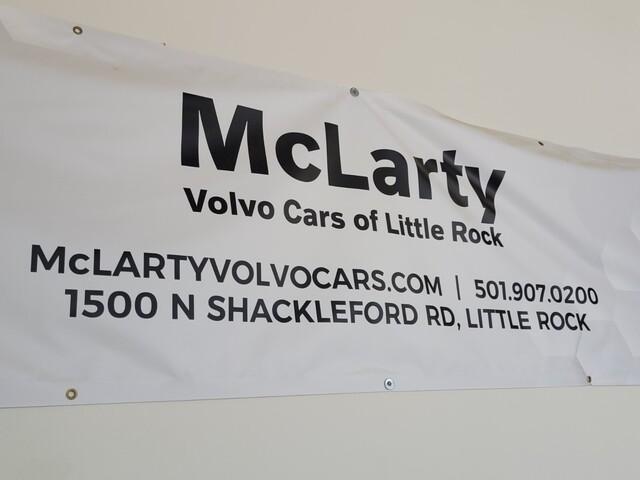 McLarty
Volvo Cars of Little Rock
McLARTYVOLVOCARS.COM | 501.907.0200
1500 N SHACKLEFORD RD, LITTLE ROCK